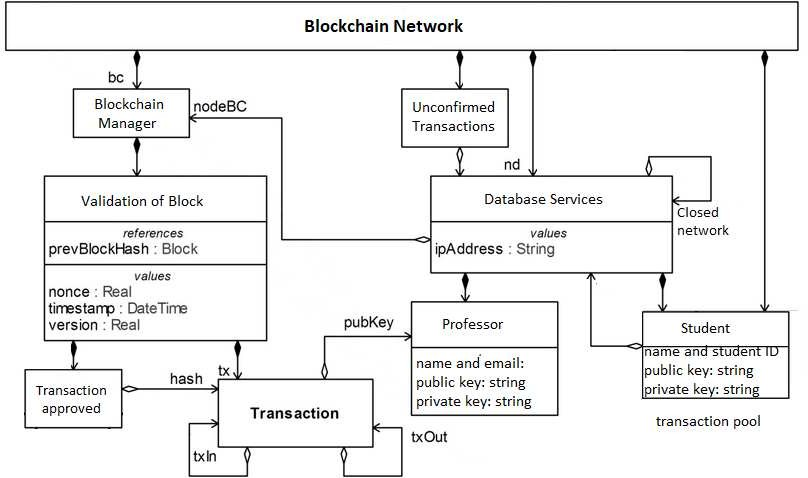 Blockchain Network
bc
Blockchain
Manager
nodeBC
Unconfirmed
Transactions
nd
Validation of Block
references
prevBlockHash : Block
values
nonce : Real
timestamp : DateTime
version : Real
Database Services
values
ipAddress : String
Closed
network
Professor
name and email:
public key: string
private key: string
pubKey
Student
name and student ID
public key: string
private key: string
transaction pool
Transaction
approved
hash
tx
Transaction
txIn
txOut